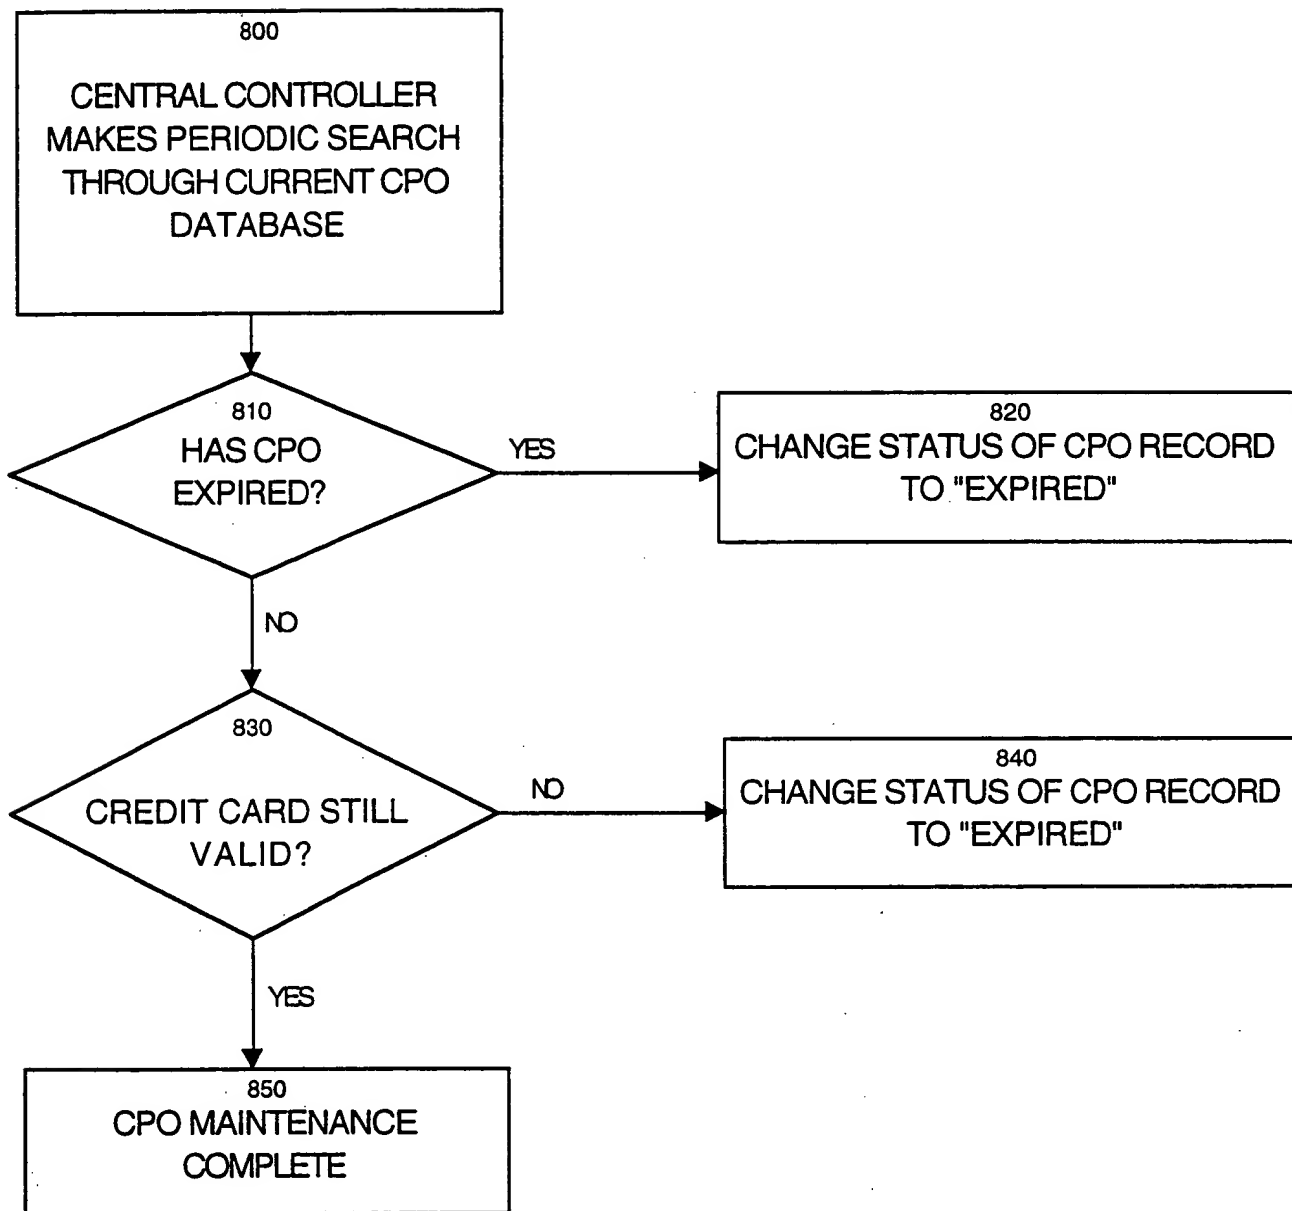 800
CENTRAL CONTROLLER
MAKES PERIODIC SEARCH
THROUGH CURRENT CPO
DATABASE
810
HAS CPO
EXPIRED?
YES
820
CHANGE STATUS OF CPO RECORD
TO "EXPIRED"
NO
830
CREDIT CARD STILL
VALID?
NO
840
CHANGE STATUS OF CPO RECORD
TO "EXPIRED"
YES
850
CPO MAINTENANCE
COMPLETE